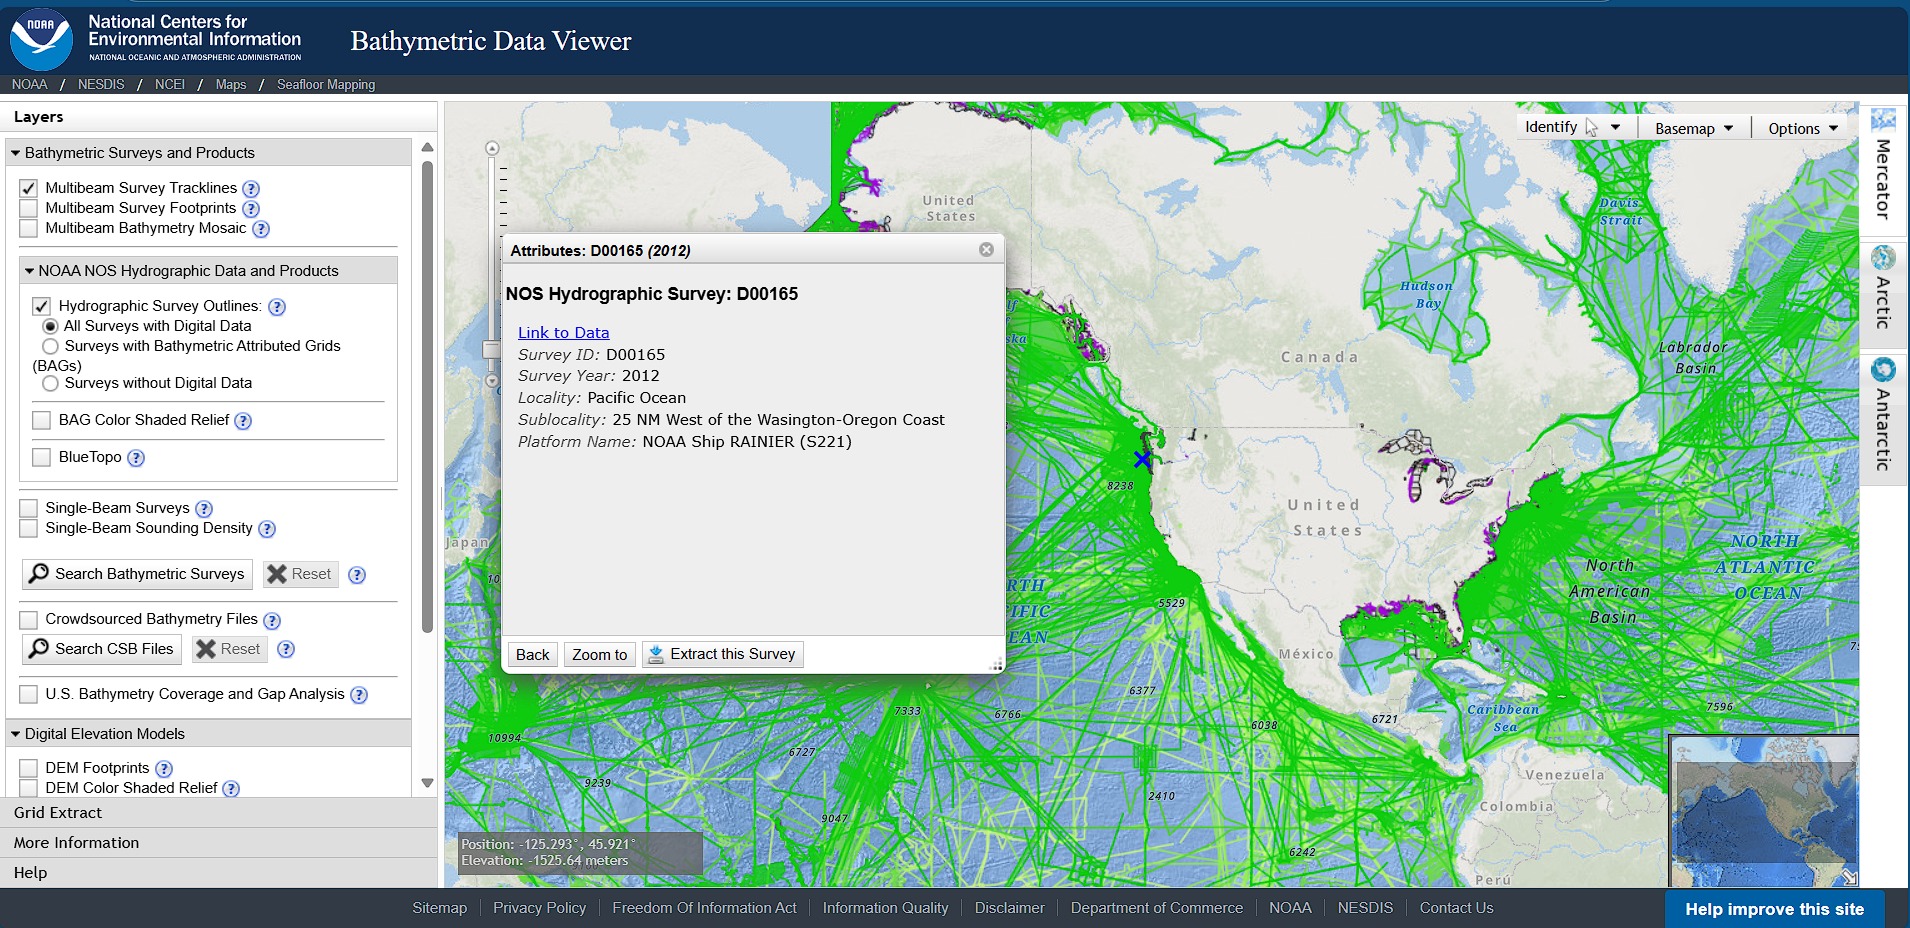 NOAA
National Centers for
Environmental Information
NATIONAL OCEANIC AND ATMOSPHERIC ADMINISTRATION
Bathymetric Data Viewer
NOAA / NESDIS / NCEI / Maps / Seafloor Mapping
Layers
Bathymetric Surveys and Products
Multibeam Survey Tracklines ?
Multibeam Survey Footprints ?
Multibeam Bathymetry Mosaic ?
NOAA NOS Hydrographic Data and Products
Hydrographic Survey Outlines: ?
All Surveys with Digital Data
Surveys with Bathymetric Attributed Grids
(BAGs)
Surveys without Digital Data
BAG Color Shaded Relief ?
BlueTopo ?
Single-Beam Surveys ?
Single-Beam Sounding Density ?
Search Bathymetric Surveys Reset ?
Crowdsourced Bathymetry Files ?
Search CSB Files Reset ?
U.S. Bathymetry Coverage and Gap Analysis ?
Digital Elevation Models
DEM Footprints ?
DEM Color Shaded Relief ?
Grid Extract
More Information
Help
Identify
Basemap
Options
Mercator
Arctic
Antarctic
Attributes: D00165 (2012)
NOS Hydrographic Survey: D00165
Link to Data
Survey ID: D00165
Survey Year: 2012
Locality: Pacific Ocean
Sublocality: 25 NM West of the Wasington-Oregon Coast
Platform Name: NOAA Ship RAINIER (S221)
Back
Zoom to
Extract this Survey
United
States
Davis
Strait
Hudson
Bay
Canada
Labrador
Basin
8238
United
States
Japan
NORTH
ATLANTIC
OCEAN
North
American
Basin
5529
México
6377
7333
6766
6038
6721
Caribbean
Sea
7596
10994
6727
9239
2410
9047
6242
Venezuela
Colombia
Perú
Position: -125.293°, 45.921°
Elevation: -1525.64 meters
Sitemap
Privacy Policy
Freedom Of Information Act
Information Quality
Disclaimer
Department of Commerce
NOAA
NESDIS
Contact Us
Help improve this site